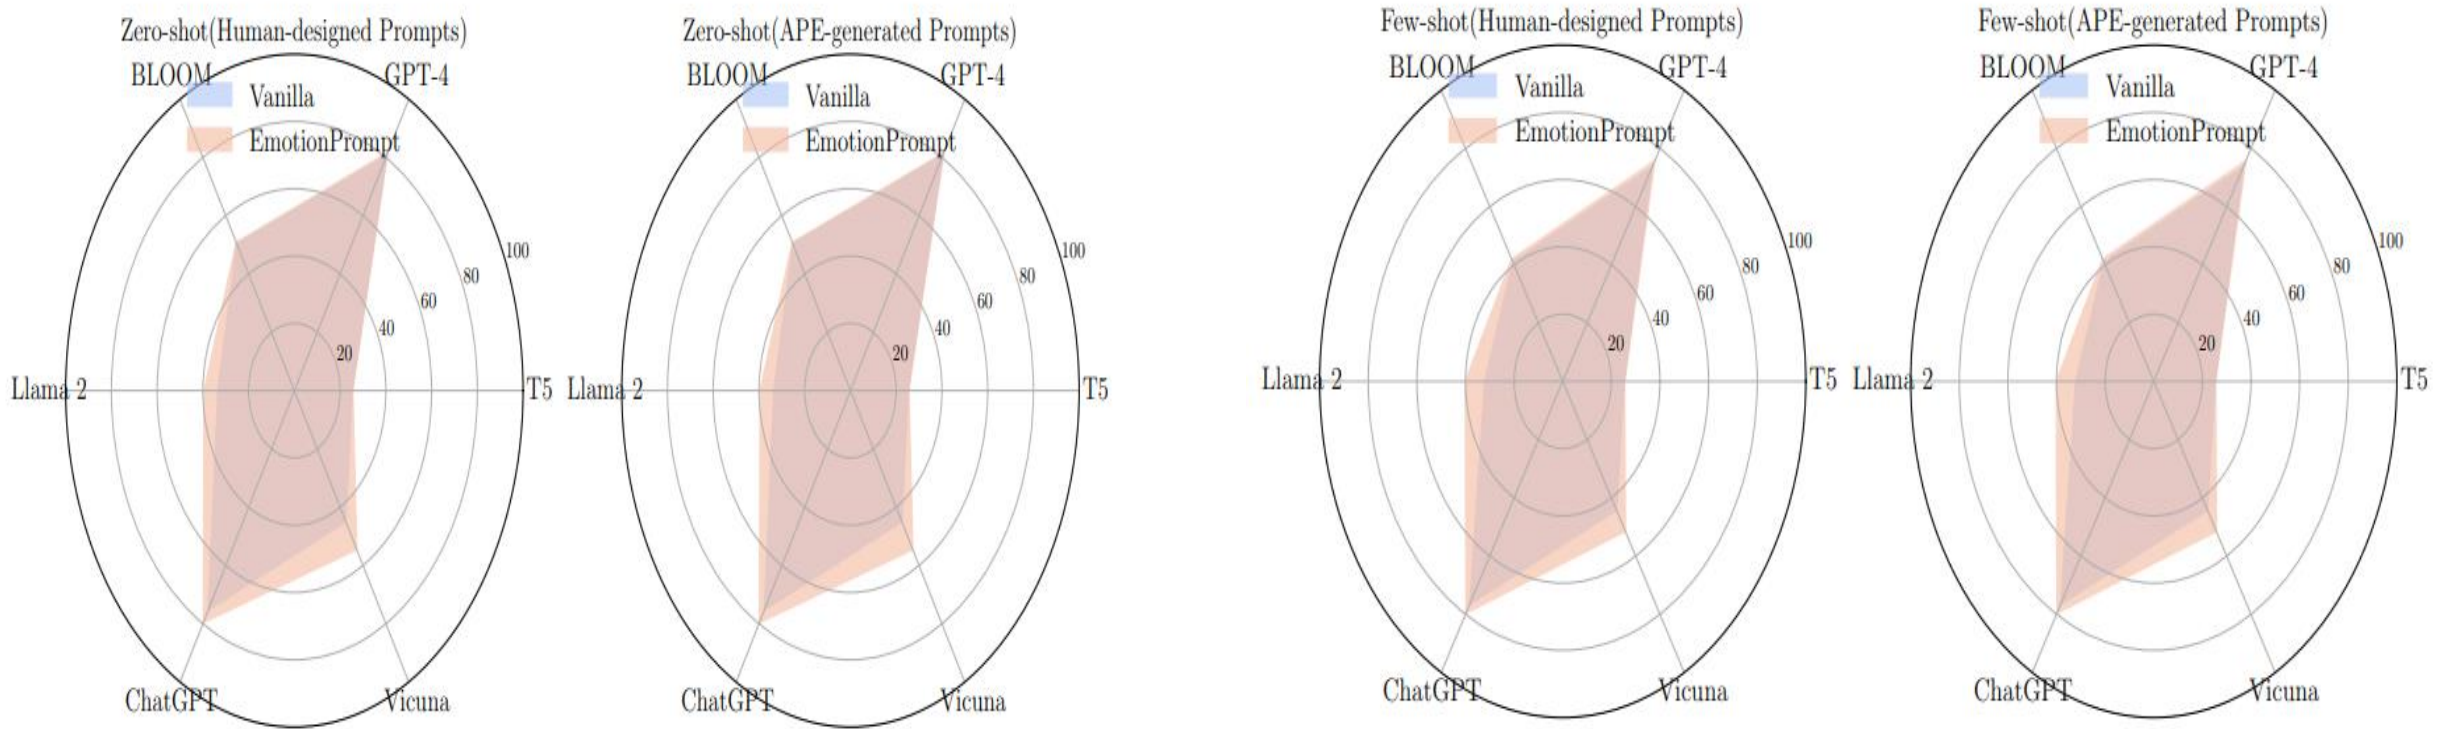 Zero-shot(Human-designed Prompts)
BLOOM
GPT-4
Vanilla
EmotionPrompt
100
80
60
40
20
Llama 2
T5
ChatGPT
Vicuna
Zero-shot(APE-generated Prompts)
BLOOM
GPT-4
Vanilla
EmotionPrompt
100
80
60
40
20
Llama 2
T5
ChatGPT
Vicuna
Few-shot(Human-designed Prompts)
BLOOM
GPT-4
Vanilla
EmotionPrompt
100
80
60
40
20
Llama 2
T5
ChatGPT
Vicuna
Few-shot(APE-generated Prompts)
BLOOM
GPT-4
Vanilla
EmotionPrompt
100
80
60
40
20
Llama 2
T5
ChatGPT
Vicuna